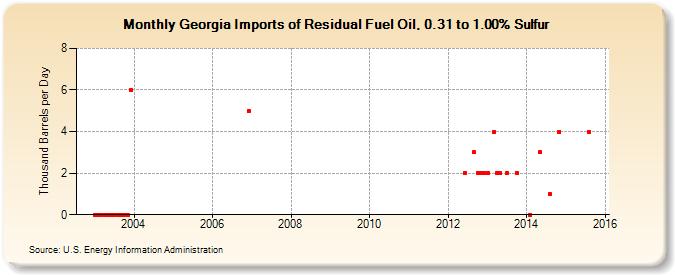 Monthly Georgia Imports of Residual Fuel Oil, 0.31 to 1.00% Sulfur
Thousand Barrels per Day
8
6
4
2
0
2004 2006 2008 2010 2012 2014 2016
Source: U.S. Energy Information Administration